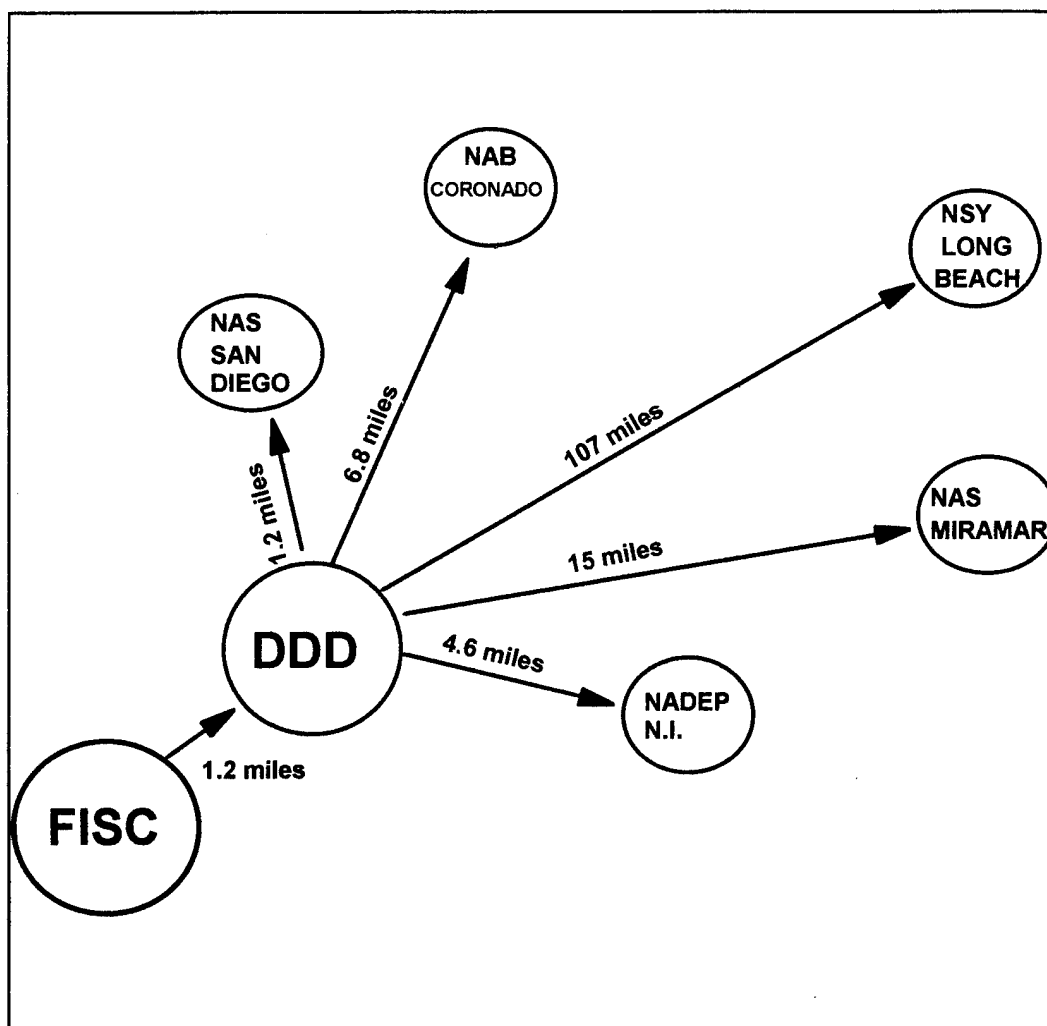 NAB
CORONADO
NSY
LONG
BEACH
NAS
SAN
DIEGO
6.8 miles
107 miles
1.2 miles
NAS
MIRAMAR
15 miles
DDD
4.6 miles
NADEP
N.I.
1.2 miles
FISC